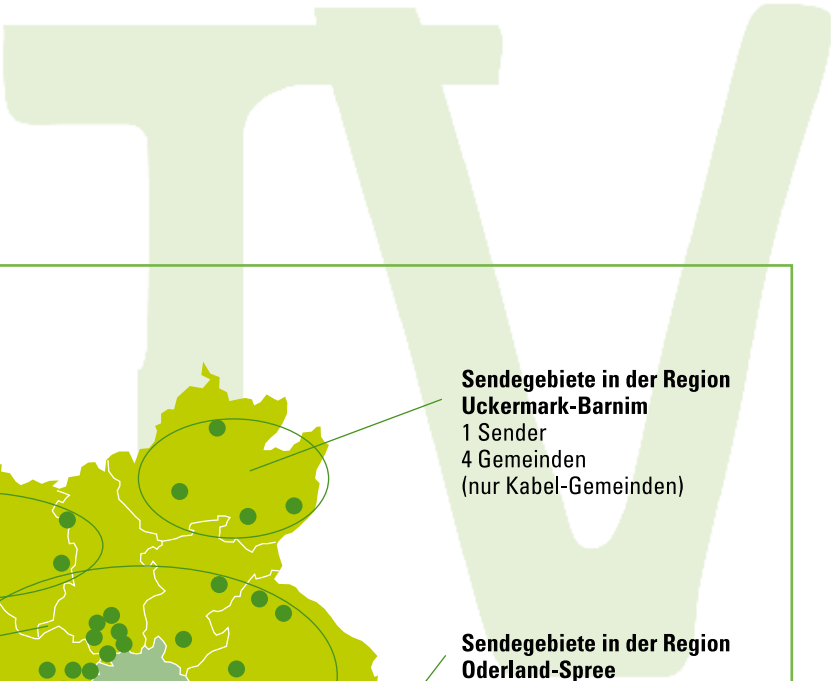 TV
Sendegebiete in der Region
Uckermark-Barnim
1 Sender
4 Gemeinden
(nur Kabel-Gemeinden)
Sendegebiete in der Region
Oderland-Spree